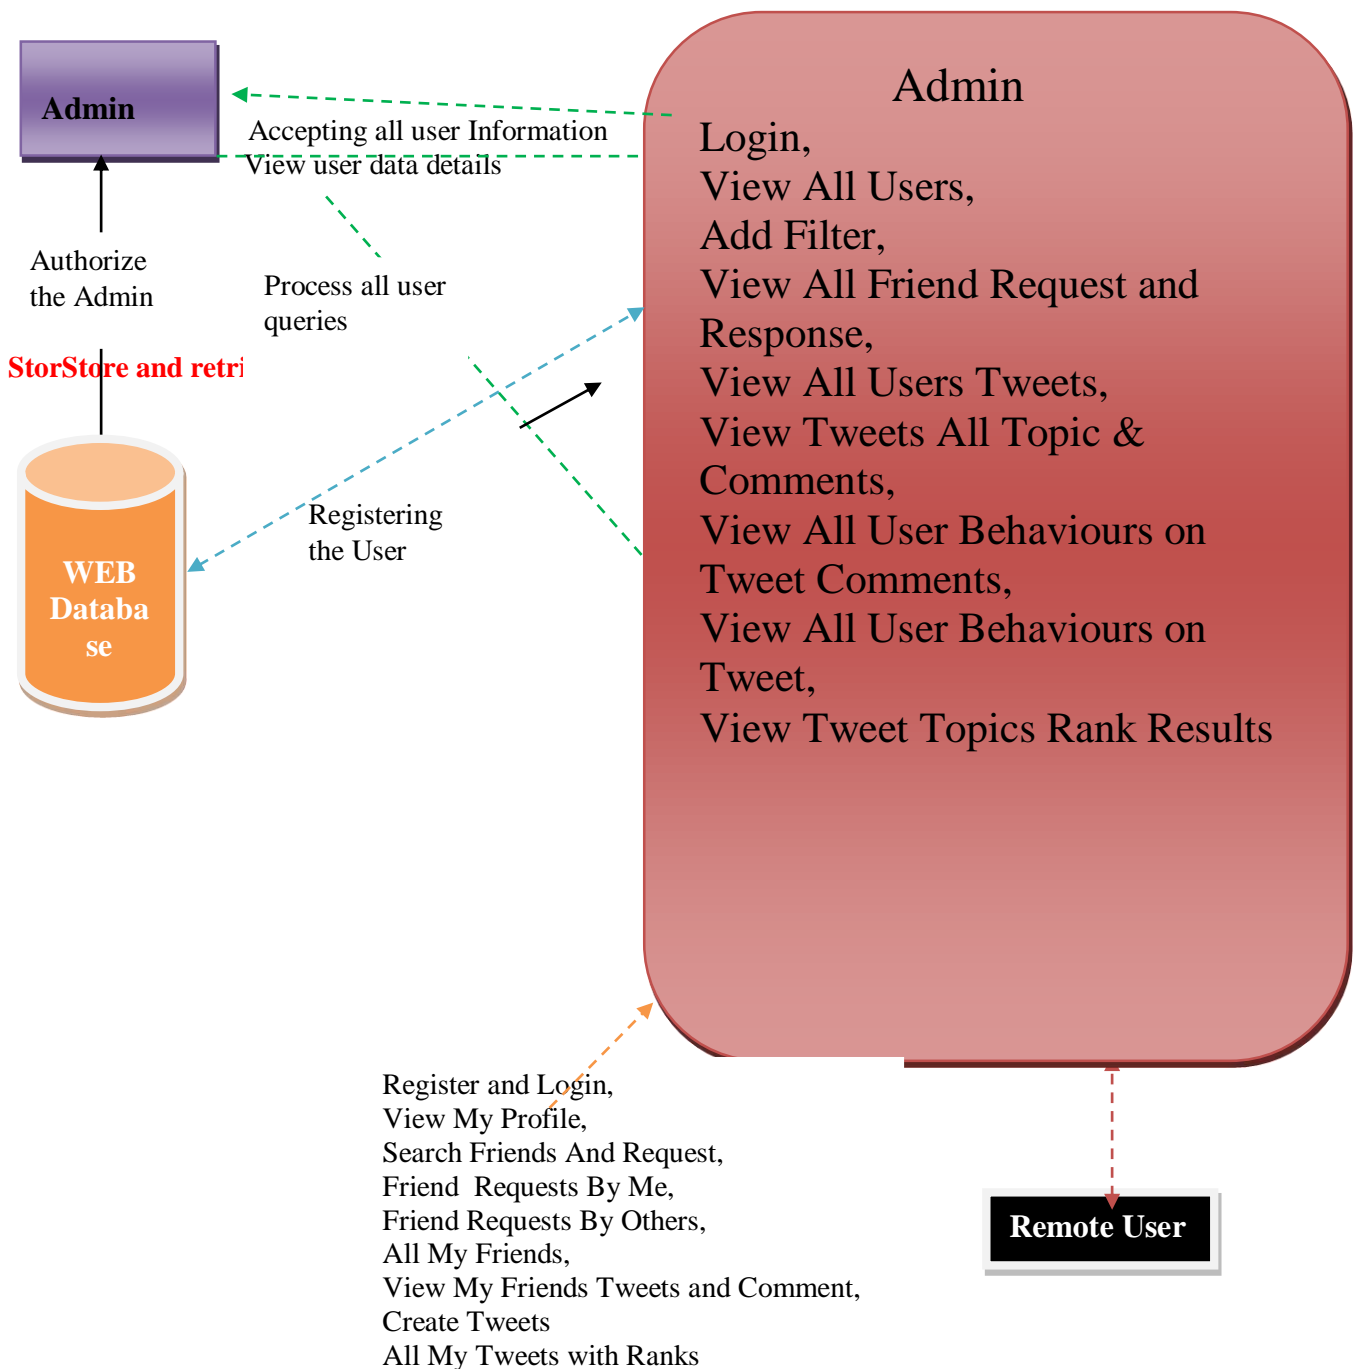 Admin
Admin
Accepting all user Information
View user data details
Login,
View All Users,
Add Filter,
View All Friend Request and
Response,
View All Users Tweets,
View Tweets All Topic &
Comments,
View All User Behaviours on
Tweet Comments,
View All User Behaviours on
Tweet,
View Tweet Topics Rank Results
Authorize
the Admin
Process all user
queries
StorStore and retri
Registering
the User
WEB
Databa
se
Register and Login,
View My Profile,
Search Friends And Request,
Friend  Requests By Me,
Friend Requests By Others,
All My Friends,
View My Friends Tweets and Comment,
Create Tweets
All My Tweets with Ranks
Remote User